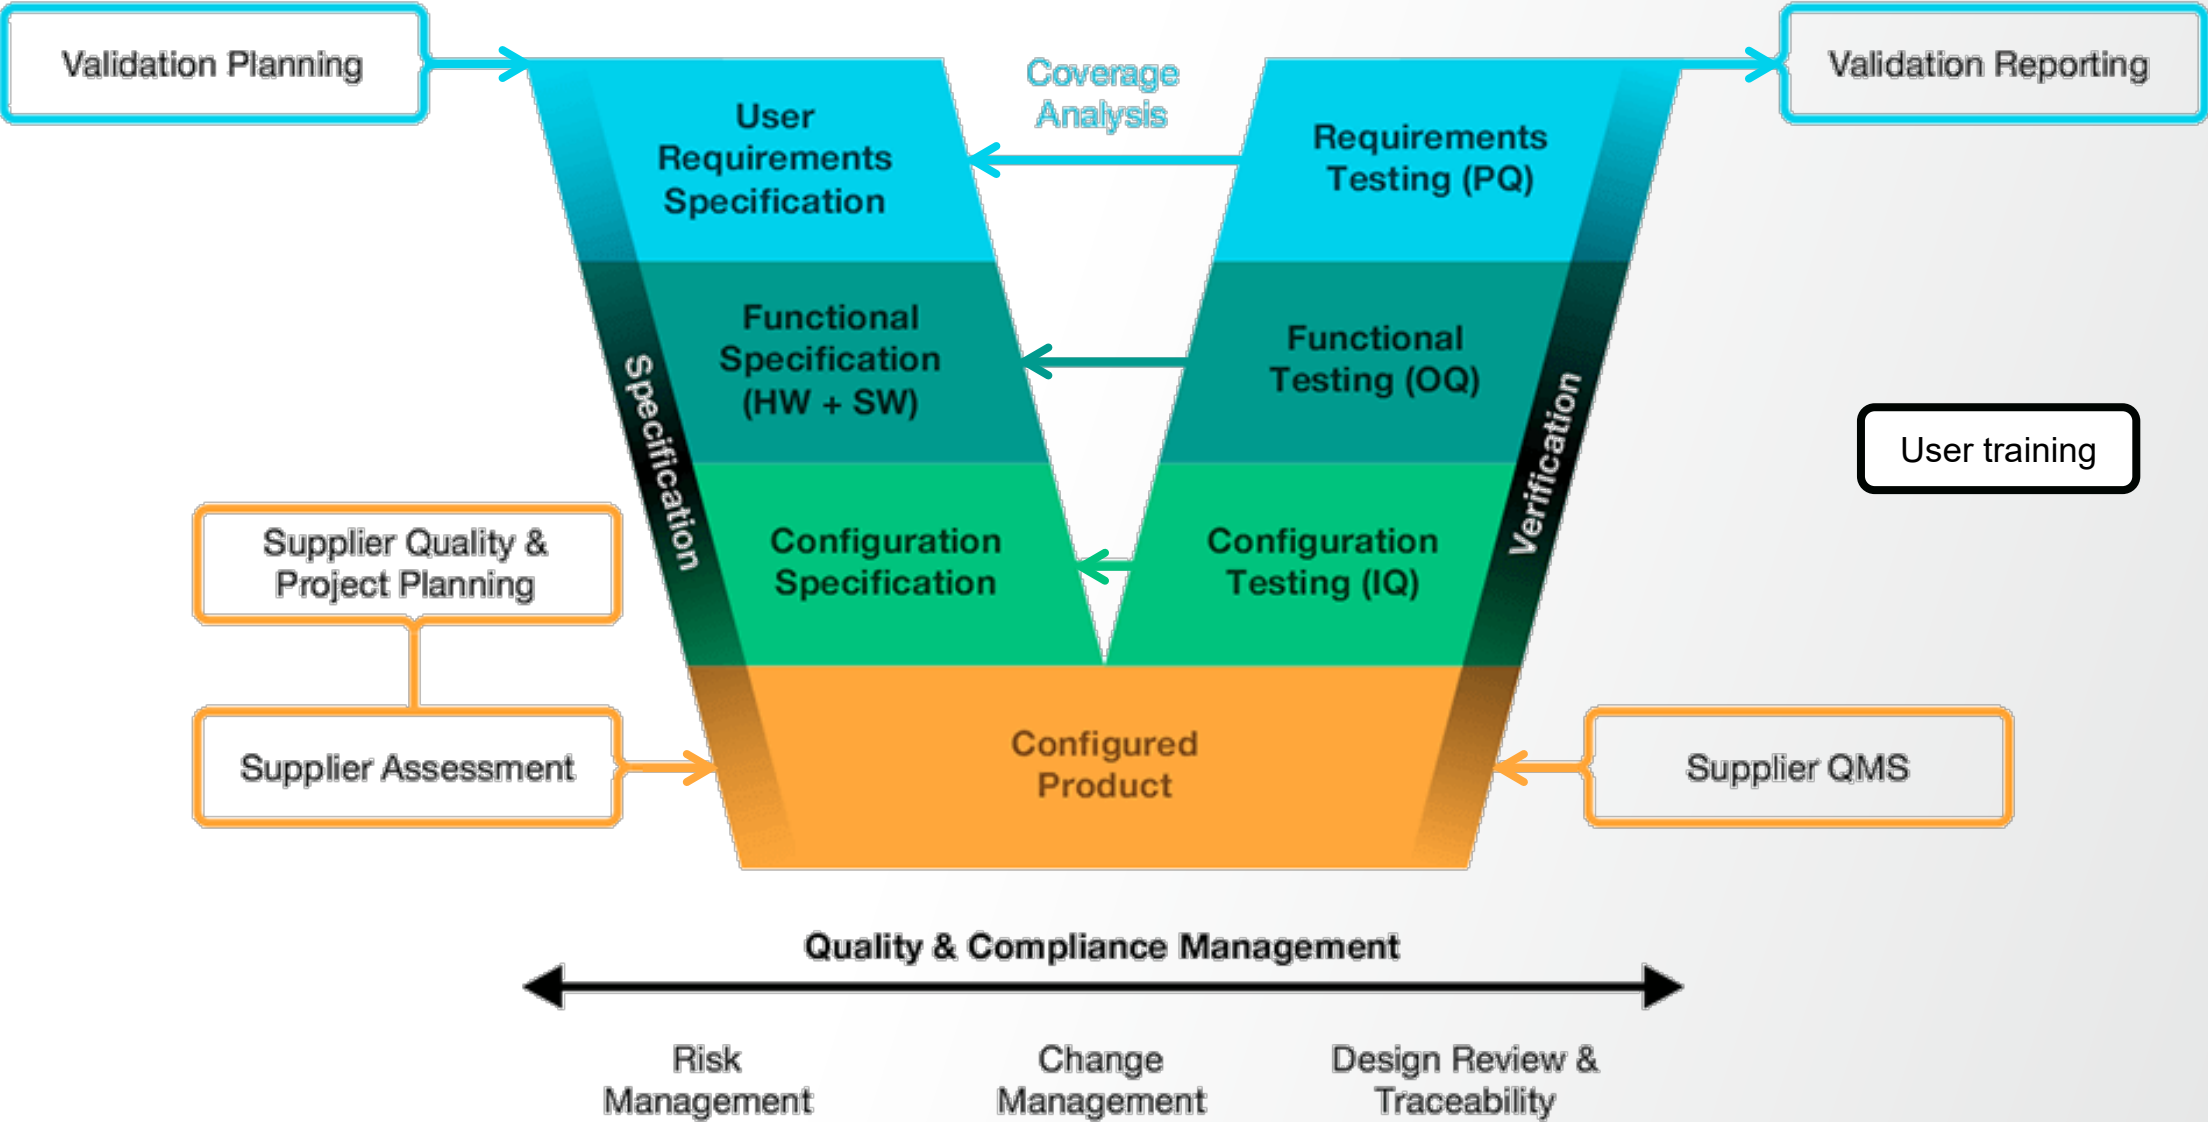 Validation Planning
Coverage
Analysis
Validation Reporting
User
Requirements
Specification
Requirements
Testing (PQ)
Functional
Specification
(HW + SW)
Functional
Testing (OQ)
Specification
Verification
User training
Supplier Quality &
Project Planning
Configuration
Specification
Configuration
Testing (IQ)
Supplier Assessment
Configured
Product
Supplier QMS
Quality & Compliance Management
Risk
Management
Change
Management
Design Review &
Traceability